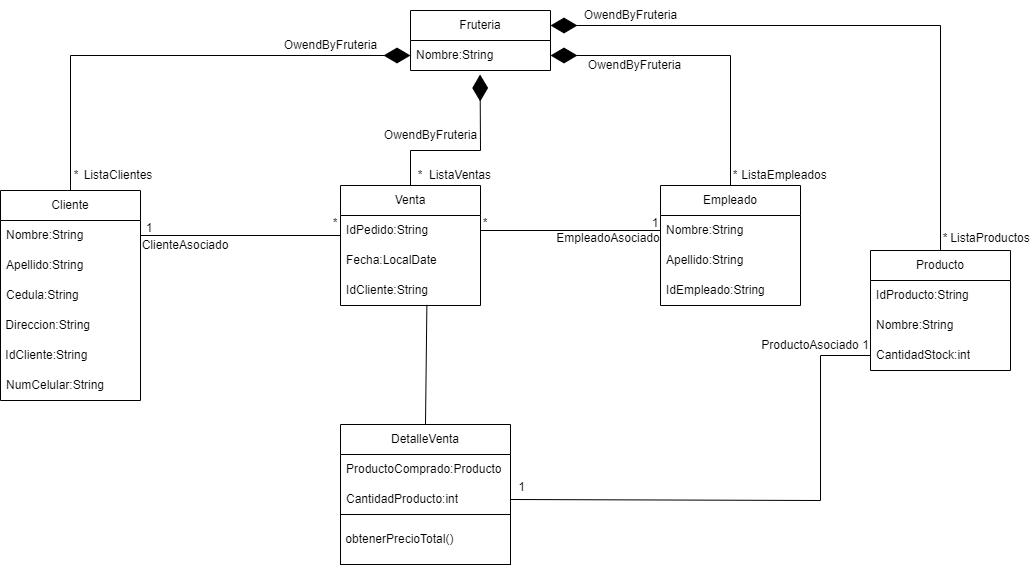 Fruteria
Nombre:String
OwendByFruteria
OwendByFruteria
OwendByFruteria
OwendByFruteria
* ListaClientes
* ListaVentas
* ListaEmpleados
* ListaProductos
Cliente
Nombre:String
Apellido:String
Cedula:String
Direccion:String
IdCliente:String
NumCelular:String
1
ClienteAsociado
*
Venta
IdPedido:String
Fecha:LocalDate
IdCliente:String
*
1
EmpleadoAsociado
Empleado
Nombre:String
Apellido:String
IdEmpleado:String
Producto
IdProducto:String
Nombre:String
CantidadStock:int
ProductoAsociado 1
DetalleVenta
ProductoComprado:Producto
CantidadProducto:int
obtenerPrecioTotal()
1